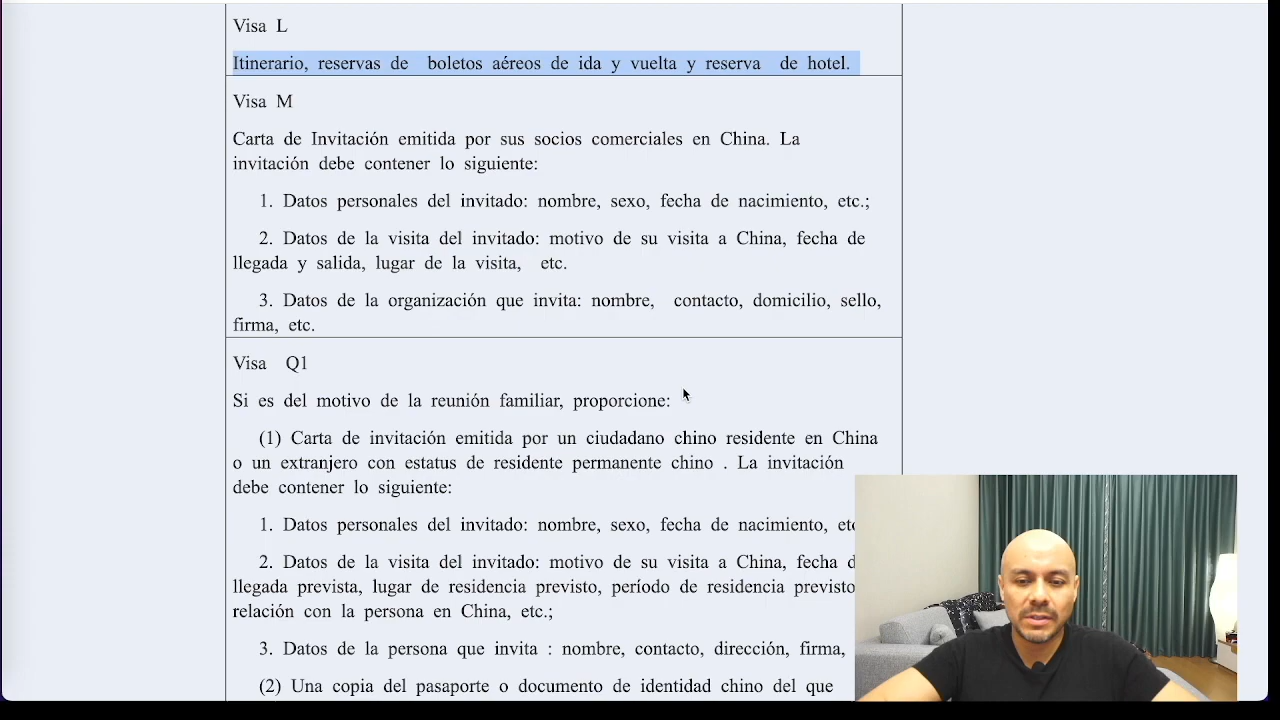 Visa L
Itinerario, reservas de boletos aéreos de ida y vuelta y reserva de hotel.
Visa M
Carta de Invitación emitida por sus socios comerciales en China. La
invitación debe contener lo siguiente:
1. Datos personales del invitado: nombre, sexo, fecha de nacimiento, etc.;
2. Datos de la visita del invitado: motivo de su visita a China, fecha de
llegada y salida, lugar de la visita, etc.
3. Datos de la organización que invita: nombre, contacto, domicilio, sello,
firma, etc.
Visa Q1
Si es del motivo de la reunión familiar, proporcione:
(1) Carta de invitación emitida por un ciudadano chino residente en China
o un extranjero con estatus de residente permanente chino . La invitación
debe contener lo siguiente:
1. Datos personales del invitado: nombre, sexo, fecha de nacimiento,
2. Datos de la visita del invitado: motivo de su visita a China, fecha
llegada prevista, lugar de residencia previsto, período de residencia previsto
relación con la persona en China, etc.;
3. Datos de la persona que invita : nombre, contacto, dirección, firma,
(2) Una copia del pasaporte o documento de identidad chino del que